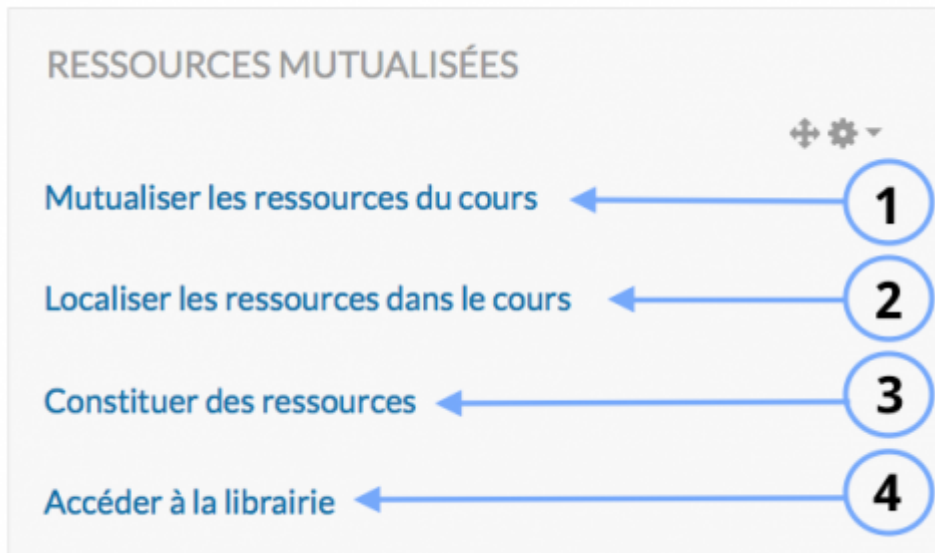 RESSOURCES MUTUALISÉES
Mutualiser les ressources du cours 1
Localiser les ressources dans le cours 2
Constituer des ressources 3
Accéder à la librairie 4